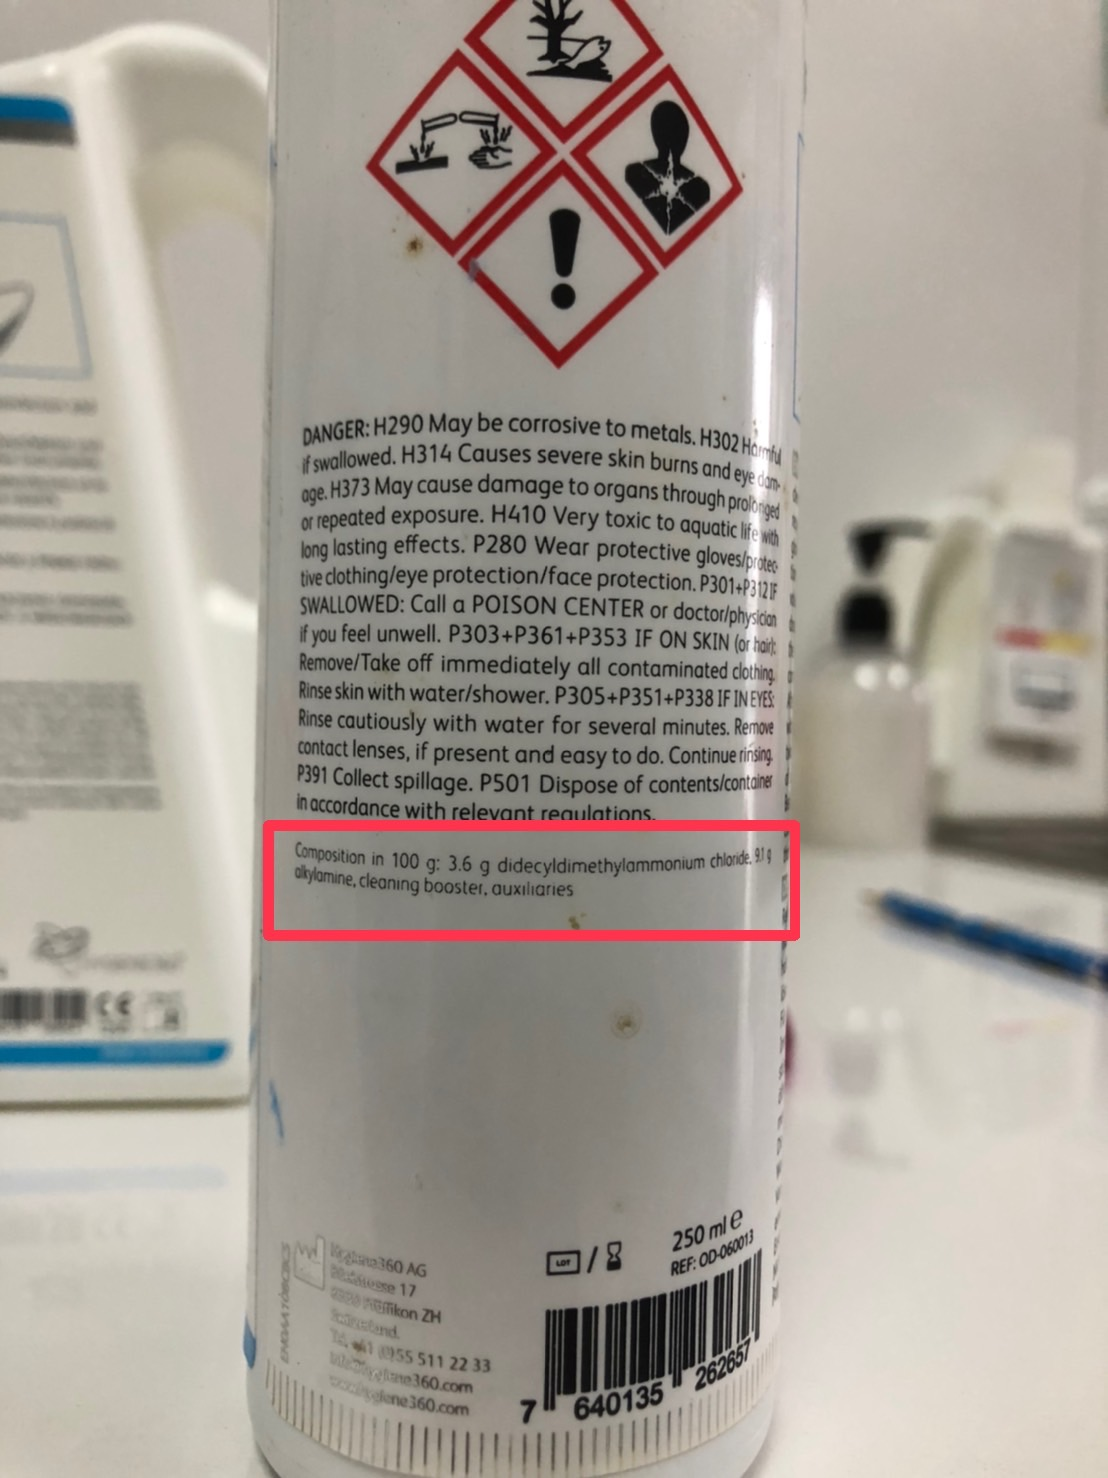 DANGER: H290 May be corrosive to metals. H302 Harmful
if swallowed. H314 Causes severe skin burns and eye dam-
age. H373 May cause damage to organs through prolonged
or repeated exposure. H410 Very toxic to aquatic life with
long lasting effects. P280 Wear protective gloves/protec-
tive clothing/eye protection/face protection. P301+P312 IF
SWALLOWED: Call a POISON CENTER or doctor/physician
if you feel unwell. P303+P361+P353 IF ON SKIN (or hair):
Remove/Take off immediately all contaminated clothing.
Rinse skin with water/shower. P305+P351+P338 IF IN EYES:
Rinse cautiously with water for several minutes. Remove
contact lenses, if present and easy to do. Continue rinsing.
P391 Collect spillage. P501 Dispose of contents/container
in accordance with relevant regulations.
Composition in 100 g: 3.6 g didecyldimethylammonium chloride, 9.1 g
alkylamine, cleaning booster, auxiliaries
LOT /
250 ml e
REF: OD-060013
360 AG
17
ZH
511 22 33
360.com
360.com
7 640135 262657
CE